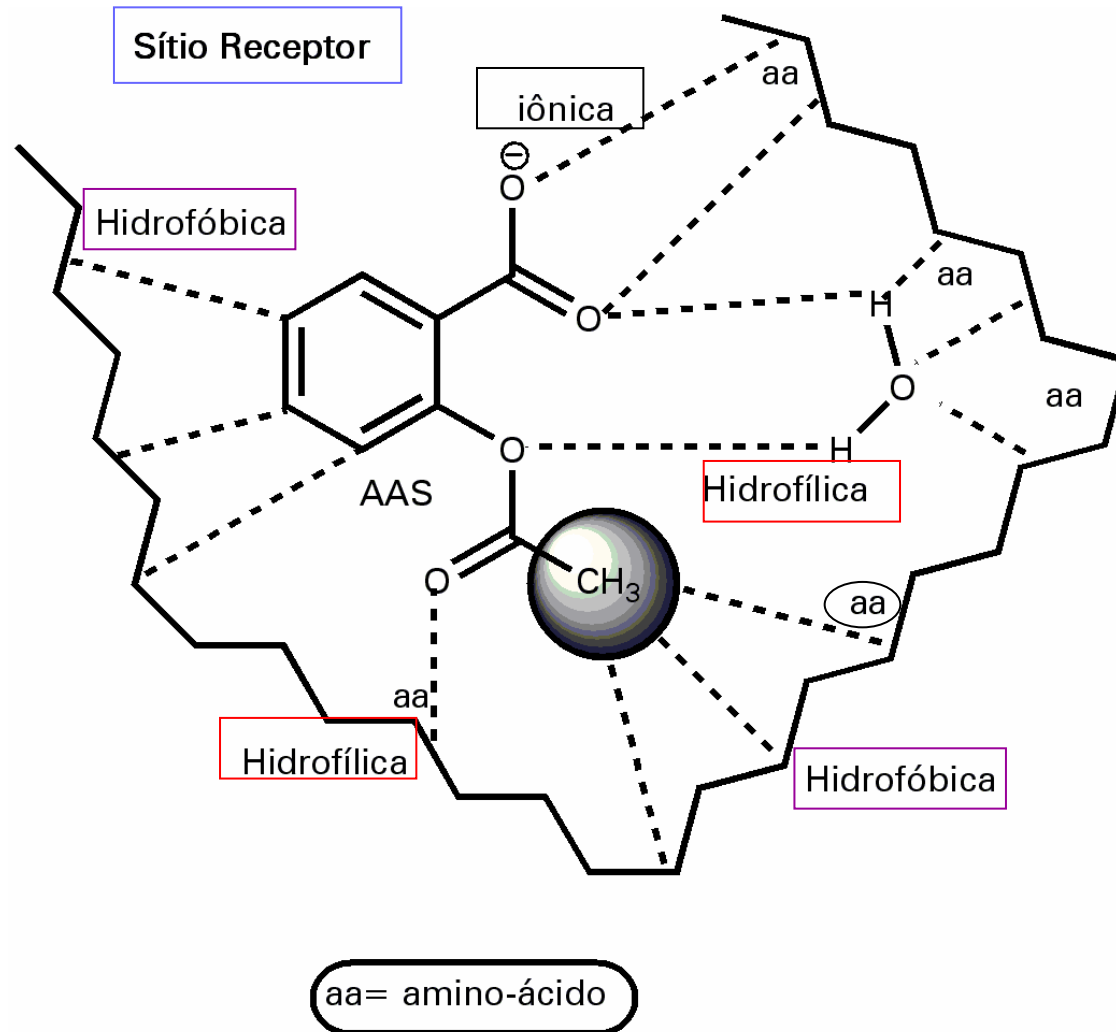 Sítio Receptor
aa
iônica
⊖
O
Hidrofóbica
aa
H
O
O
aa
O
H
Hidrofílica
AAS
O
CH3
aa
aa
Hidrofílica
Hidrofóbica
aa= amino-ácido